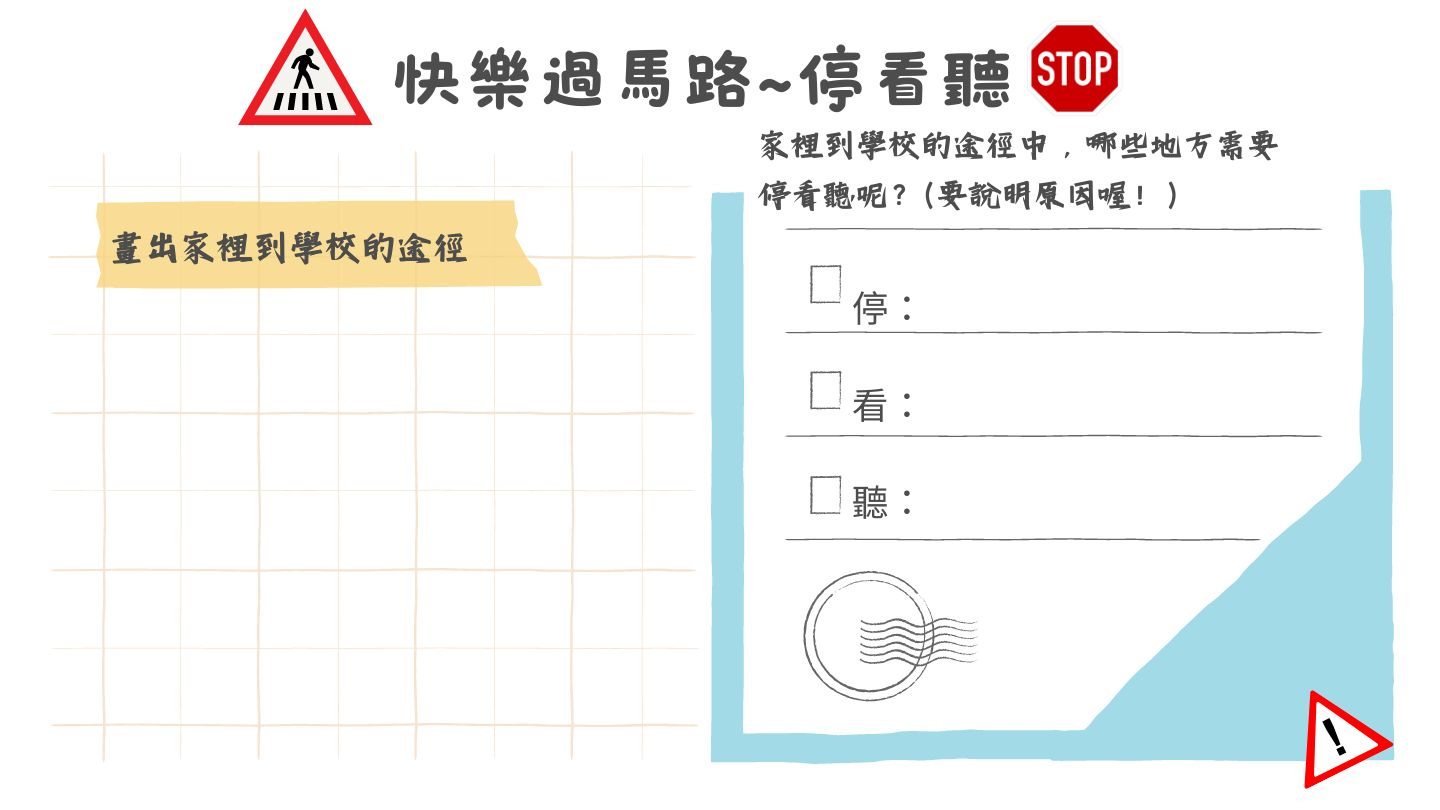 快樂過馬路~停看聽
STOP
畫出家裡到學校的途徑
家裡到學校的途徑中，哪些地方需要
停看聽呢？(要說明原因喔！)
停：
看：
聽：
!